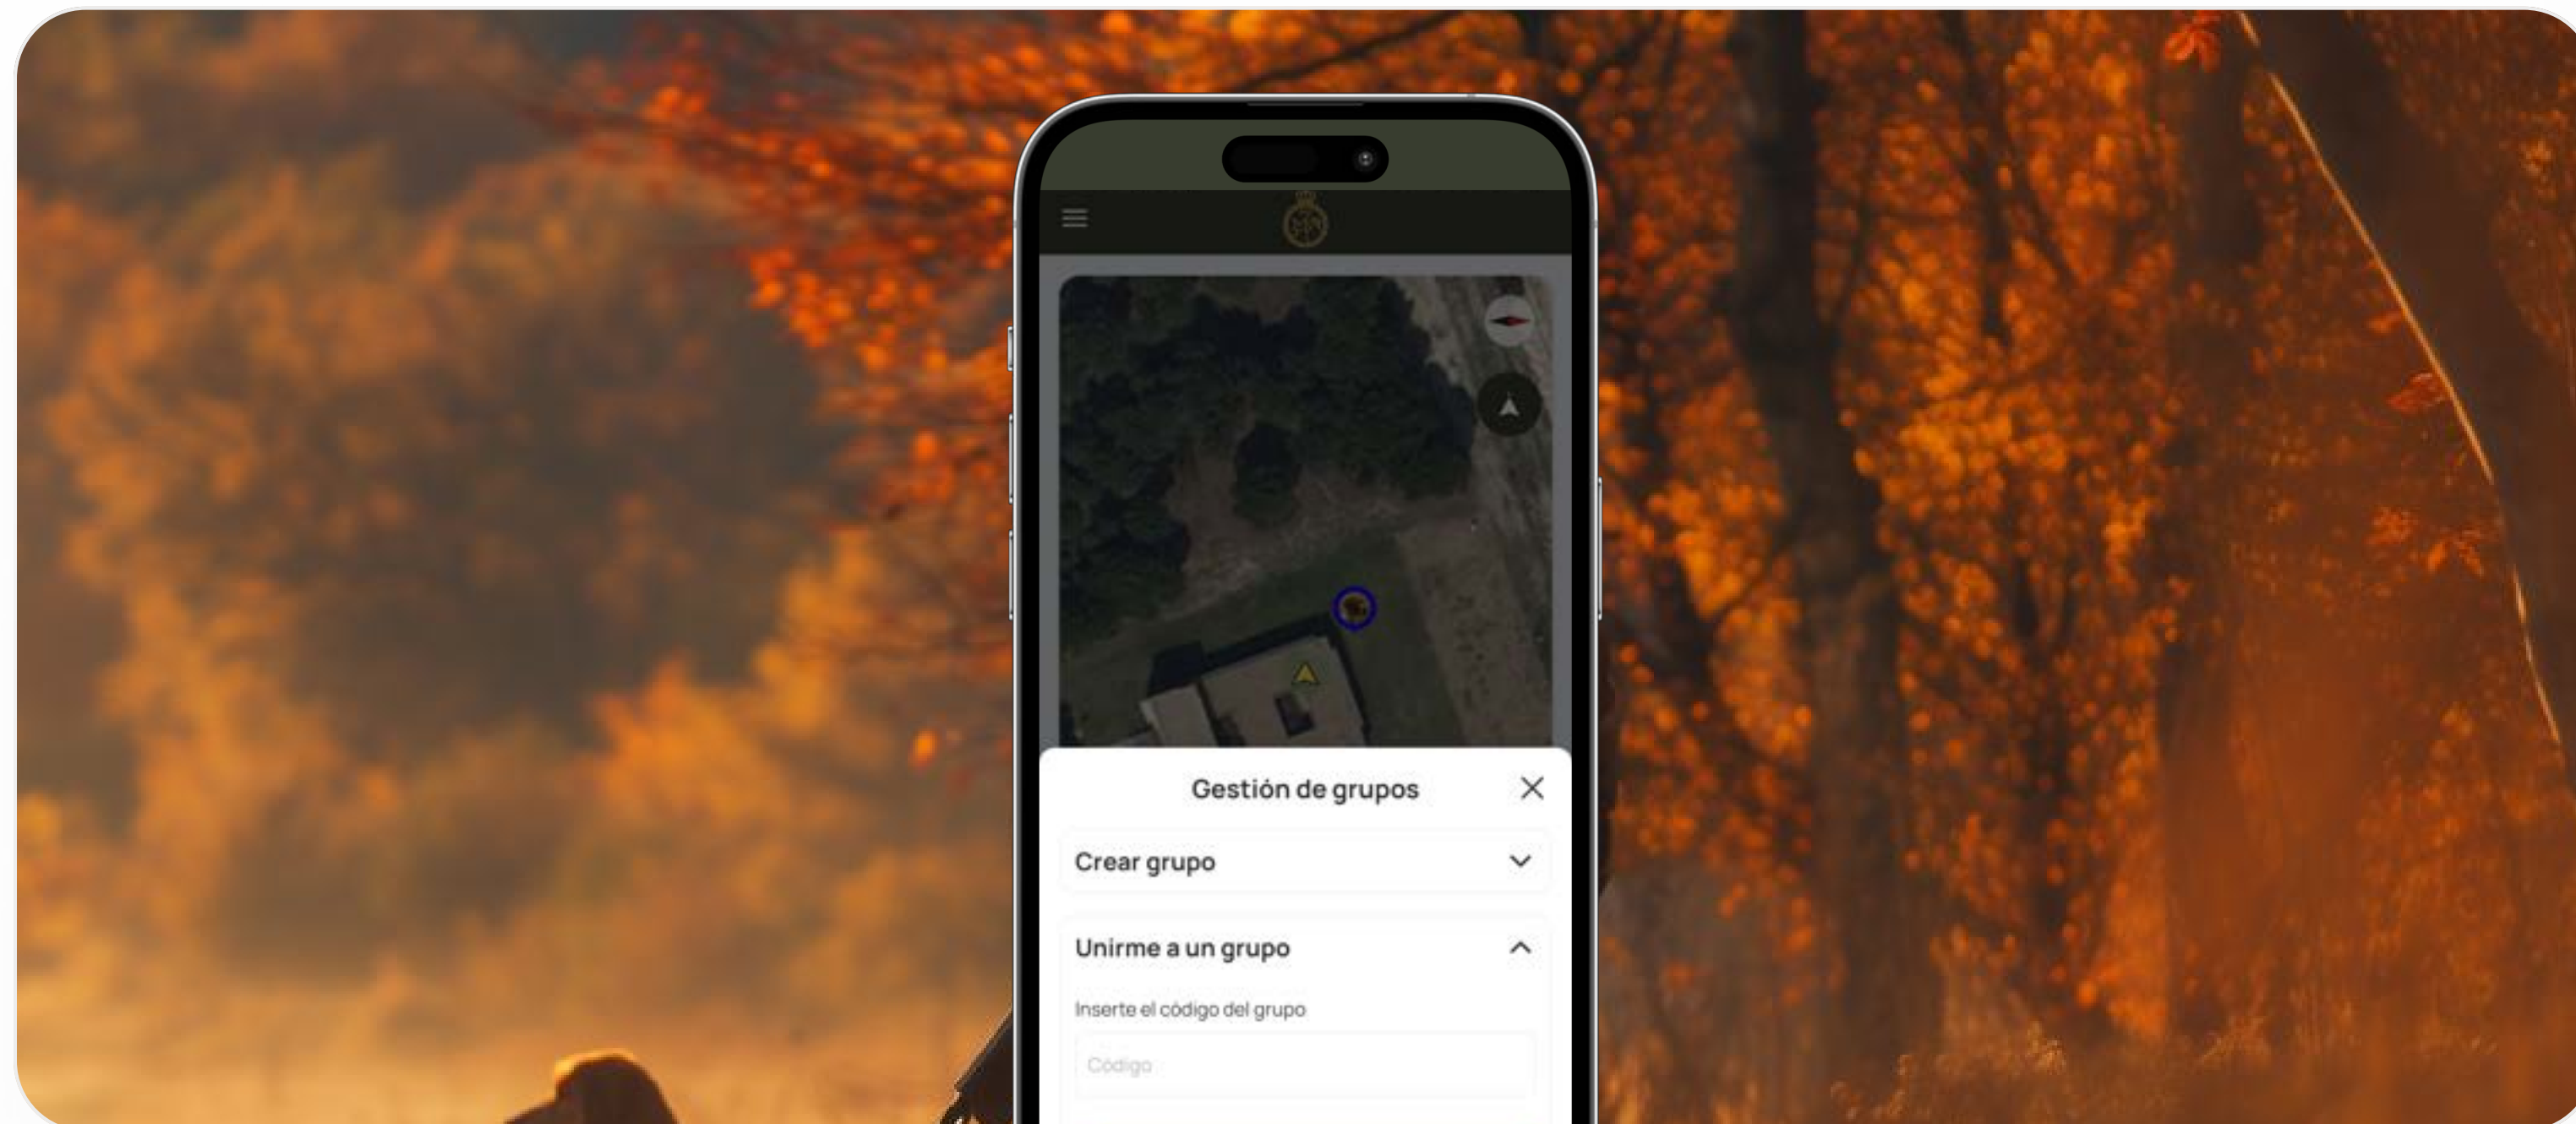 Gestión de grupos
Crear grupo
Unirme a un grupo
Inserte el código del grupo
Código